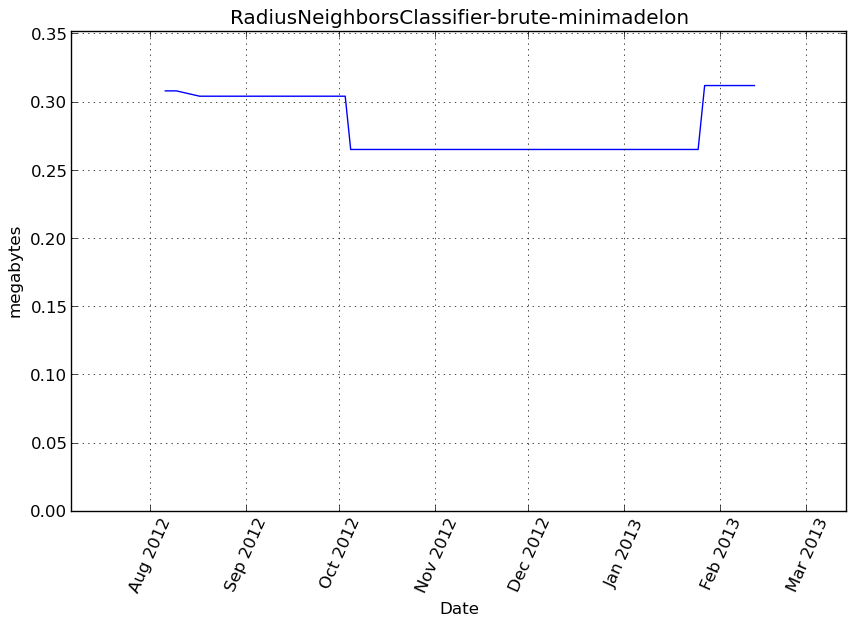 RadiusNeighborsClassifier-brute-minimadelon
0.35
0.30
0.25
0.20
0.15
0.10
0.05
0.00
megabytes
Aug 2012
Sep 2012
Oct 2012
Nov 2012
Dec 2012
Jan 2013
Feb 2013
Mar 2013
Date